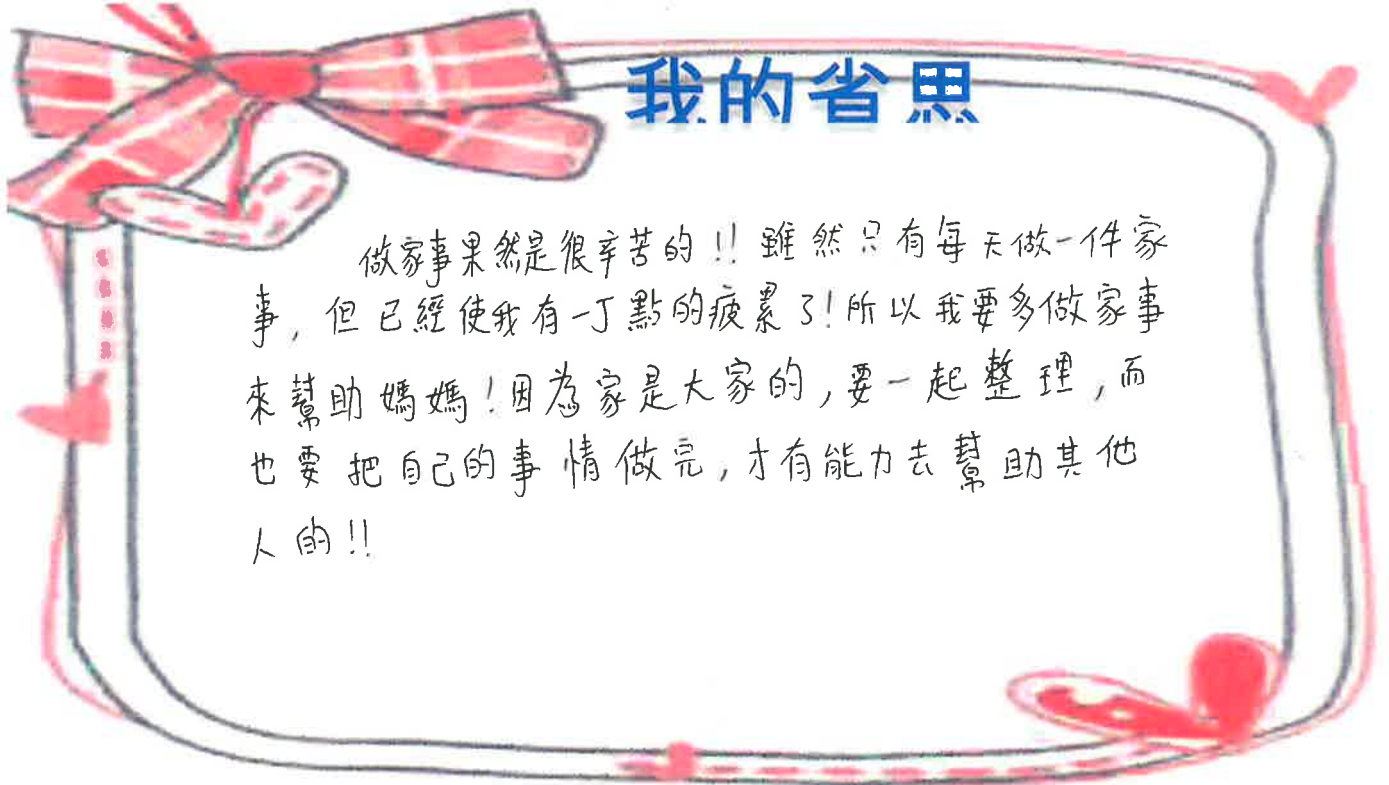 我的省思
做家事果然是很辛苦的!!雖然只有每天做一件家
事,但已經使我有一丁點的疲累了!所以我要多做家事
來幫助媽媽!因為家是大家的,要一起整理,而
也要把自己的事情做完,才有能力去幫助其他
人的!!